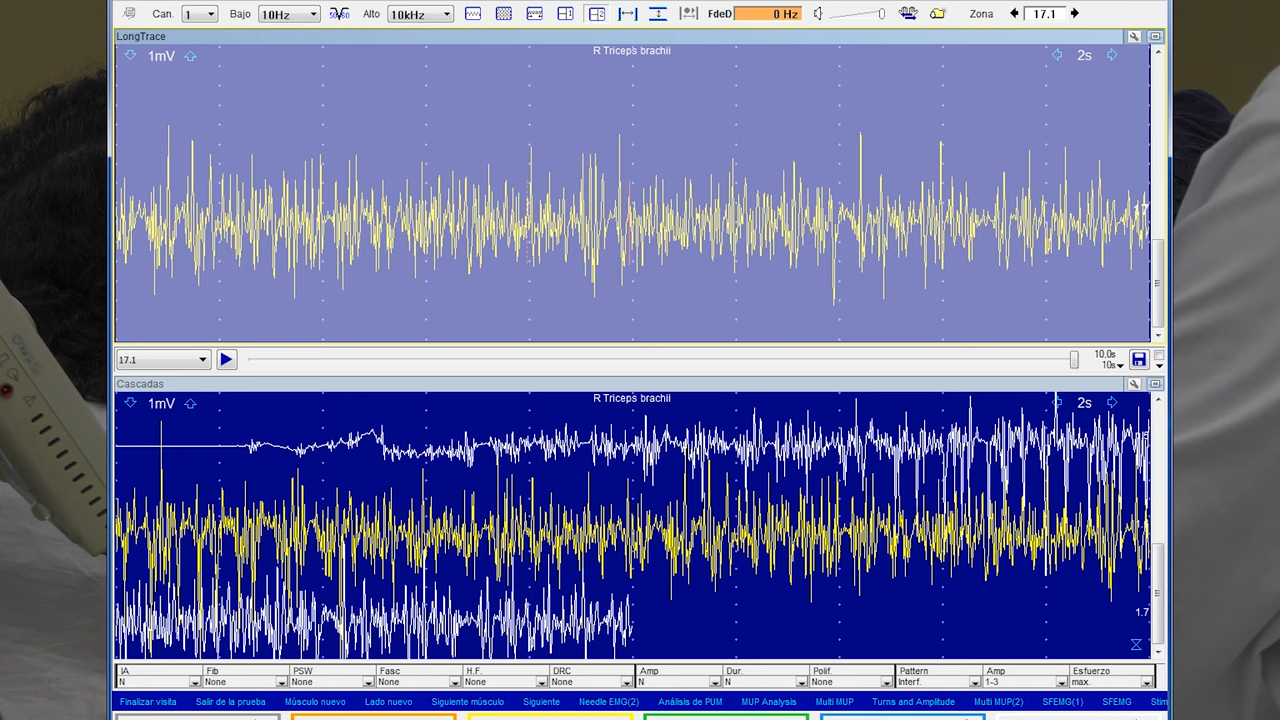 Can. 1 Bajo 10Hz 50/60 Alto 10kHz FdeD 0 Hz Zona 17.1
LongTrace
1mV R Triceps brachii 2s
17
17.1 10,0s
10s
Cascadas
1mV R Triceps brachii 2s
1.7
IA Fib PSW Fasc H.F. DRC Amp Dur. Polif. Pattern Amp Esfuerzo
N None None None None None N N N Interf. 1-3 max.
Finalizar visita Salir de la prueba Músculo nuevo Lado nuevo Siguiente músculo Siguiente Needle EMG(2) Análisis de PUM MUP Analysis Multi MUP Turns and Amplitude Multi MUP(2) SFEMG(1) SFEMG Stim